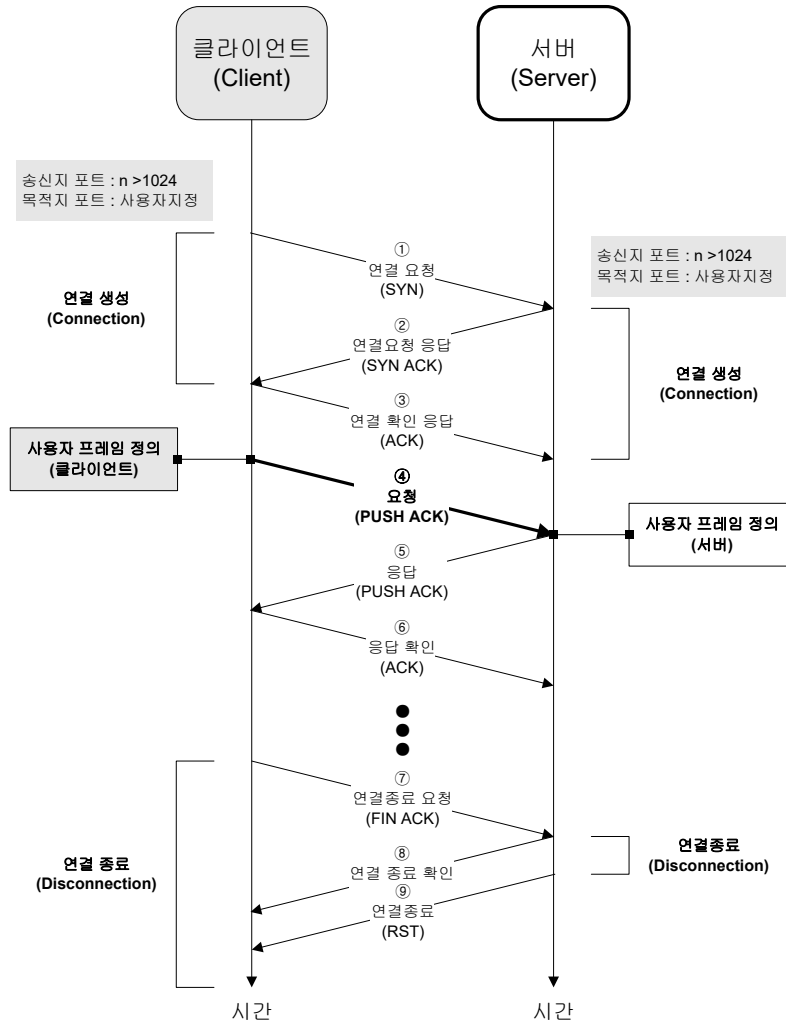 클라이언트
(Client)
서버
(Server)
송신지 포트 : n >1024
목적지 포트 : 사용자지정
송신지 포트 : n >1024
목적지 포트 : 사용자지정
연결 생성
(Connection)
①
연결 요청
(SYN)
②
연결요청 응답
(SYN ACK)
③
연결 확인 응답
(ACK)
연결 생성
(Connection)
사용자 프레임 정의
(클라이언트)
④
요청
(PUSH ACK)
사용자 프레임 정의
(서버)
⑤
응답
(PUSH ACK)
⑥
응답 확인
(ACK)
⑦
연결종료 요청
(FIN ACK)
연결 종료
(Disconnection)
⑧
연결 종료 확인
⑨
연결종료
(RST)
연결종료
(Disconnection)
시간
시간